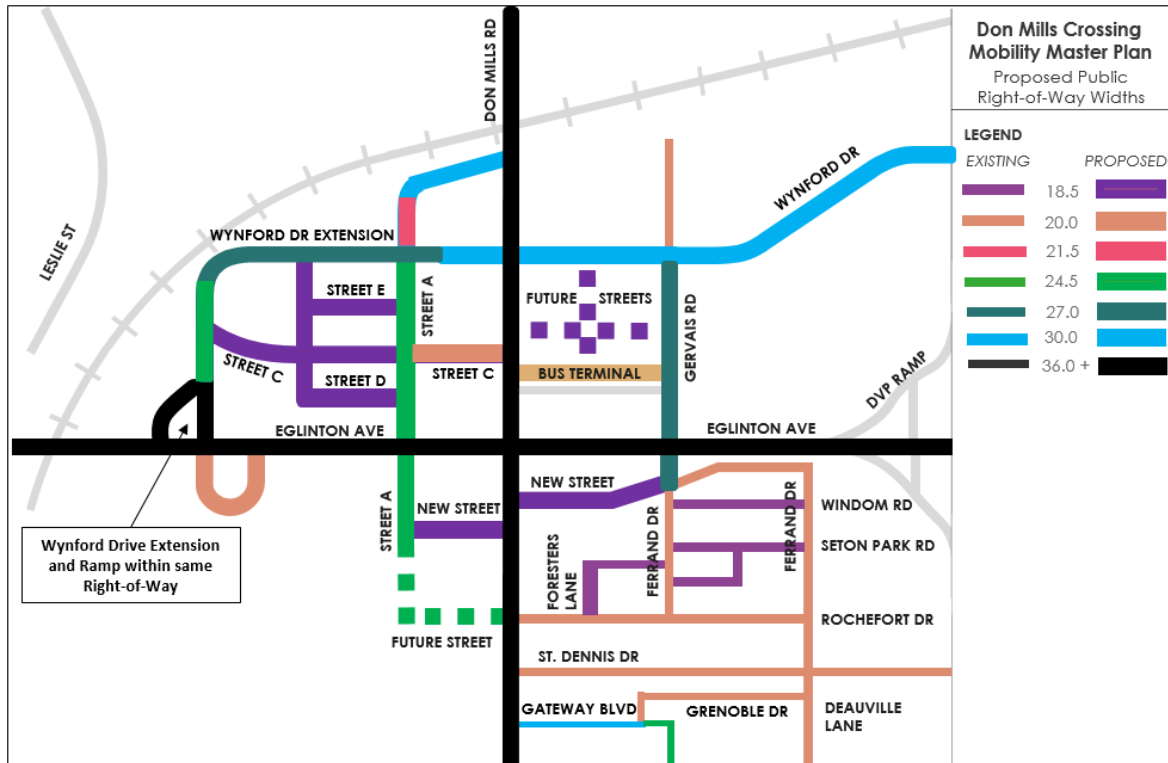 Don Mills Crossing
Mobility Master Plan
Proposed Public
Right-of-Way Widths
LEGEND
EXISTING PROPOSED
18.5
20.0
21.5
24.5
27.0
30.0
36.0 +
DON MILLS RD
LESLIE ST
WYNFORD DR
WYNFORD DR EXTENSION
STREET E
STREET A
FUTURE STREETS
GERVAIS RD
STREET C
STREET C
STREET D
BUS TERMINAL
DVP RAMP
EGLINTON AVE
EGLINTON AVE
NEW STREET
NEW STREET
STREET A
FORESTERS
LANE
FERRAND DR
FERRAND DR
WINDOM RD
SETON PARK RD
Wynford Drive Extension
and Ramp within same
Right-of-Way
ROCHEFORT DR
FUTURE STREET
ST. DENNIS DR
GATEWAY BLVD
GRENOBLE DR
DEAUVILLE
LANE